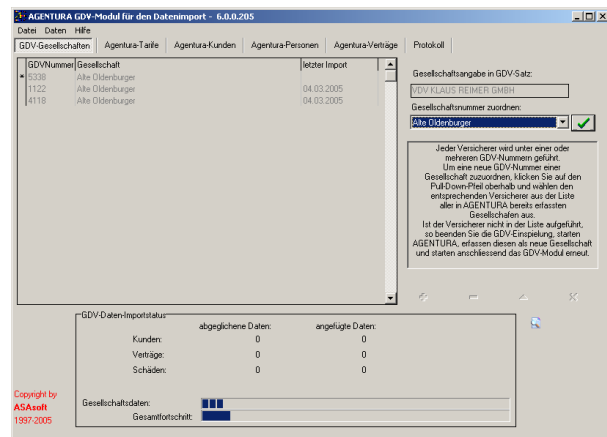 AGENTURA GDV-Modul für den Datenimport - 6.0.0.205
Datei Daten Hilfe
GDV-Gesellschaften Agentura-Tarife Agentura-Kunden Agentura-Personen Agentura-Verträge Protokoll
GDVNummer Gesellschaft letzter Import
* 5338 Alte Oldenburger
1122 Alte Oldenburger 04.03.2005
4118 Alte Oldenburger 04.03.2005
Gesellschaftsangabe in GDV-Satz:
VDV KLAUS REIMER GMBH
Gesellschaftsnummer zuordnen:
Alte Oldenburger
Jeder Versicherer wird unter einer oder
mehreren GDV-Nummern geführt.
Um eine neue GDV-Nummer einer
Gesellschaft zuzuordnen, klicken Sie auf den
Pull-Down-Pfeil oberhalb und wählen den
entsprechenden Versicherer aus der Liste
aller in AGENTURA bereits erfassten
Gesellschafen aus.
Ist der Versicherer nicht in der Liste aufgeführt,
so beenden Sie die GDV-Einspielung, starten
AGENTURA, erfassen diesen als neue Gesellschaft
und starten anschliessend das GDV-Modul erneut.
GDV-Daten-Importstatus
abgeglichene Daten: angefügte Daten:
Kunden: 0 0
Verträge: 0 0
Schäden: 0 0
Gesellschaftsdaten:
Gesamtfortschritt:
Copyright by
ASAsoft
1997-2005